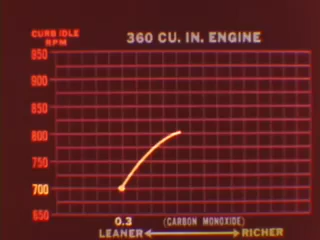 CURB IDLE
RPM
360 CU. IN. ENGINE
950
900
850
800
750
700
650
0.3 (CARBON MONOXIDE)
LEANER RICHER